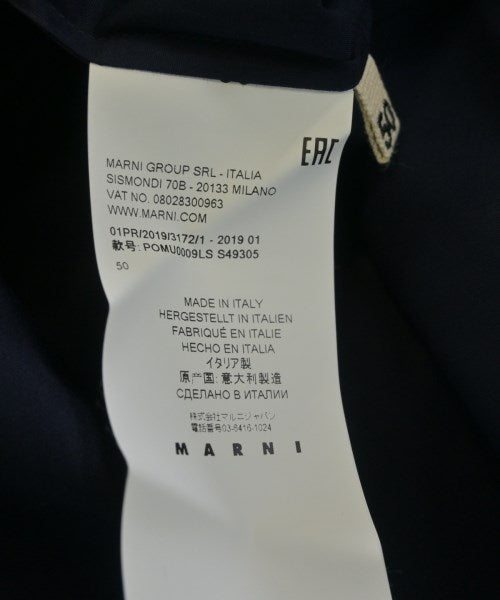 50
EAC
MARNI GROUP SRL - ITALIA
SISMONDI 70B - 20133 MILANO
VAT NO. 08028300963
WWW.MARNI.COM
01PR/2019/3172/1 - 2019 01
款号: POMU0009LS S49305
50
MADE IN ITALY
HERGESTELLT IN ITALIEN
FABRIQUÉ EN ITALIE
HECHO EN ITALIA
イタリア製
原产国: 意大利製造
СДЕЛАНО В ИТАЛИИ
株式会社マルニジャパン
電話番号03-6416-1024
MARNI